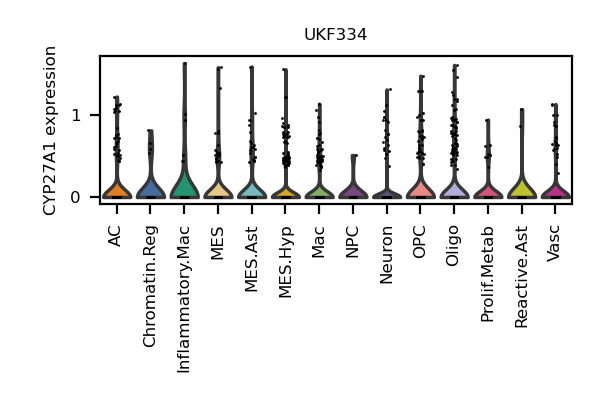 UKF334
CYP27A1 expression
1
0
AC
Chromatin.Reg
Inflammatory.Mac
MES
MES.Ast
MES.Hyp
Mac
NPC
Neuron
OPC
Oligo
Prolif.Metab
Reactive.Ast
Vasc